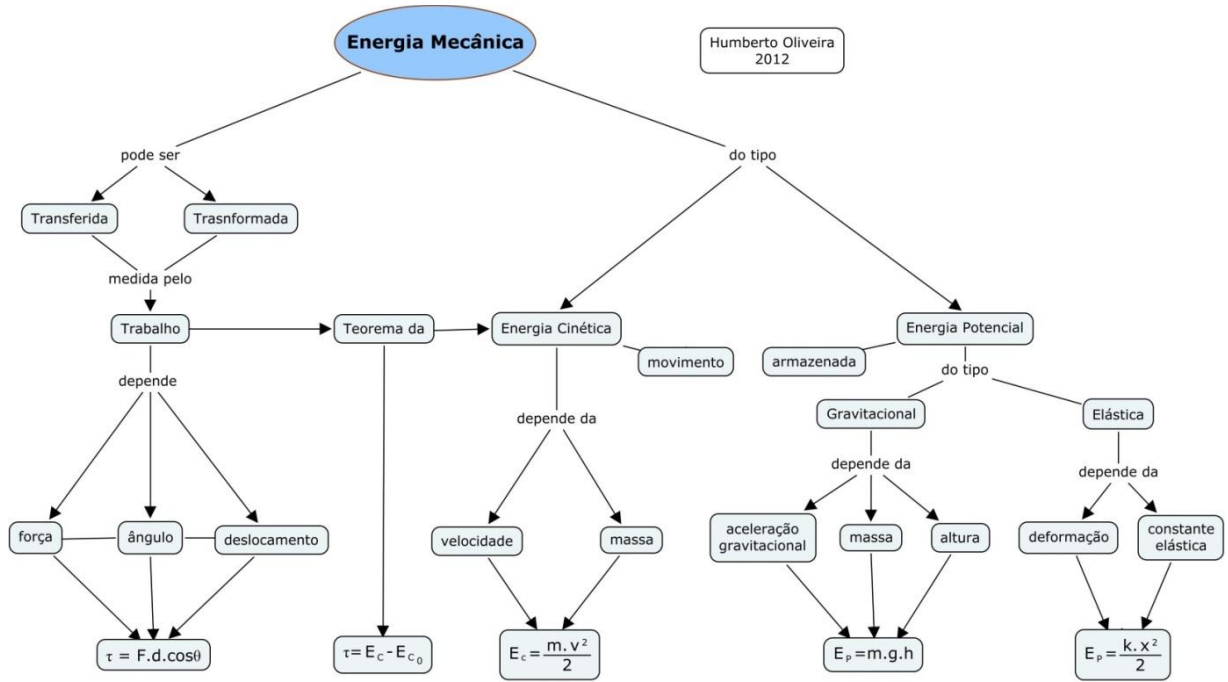 Energia Mecânica
Humberto Oliveira
2012
pode ser
do tipo
Transferida
Trasnformada
medida pelo
Trabalho
Teorema da
Energia Cinética
Energia Potencial
movimento
armazenada
depende
do tipo
Gravitacional
Elástica
depende da
depende da
depende da
força
ângulo
deslocamento
velocidade
massa
aceleração
gravitacional
massa
altura
deformação
constante
elástica
τ = F.d.cosθ
τ= E_C - E_C₀
E_c = m.v²/2
E_P =m.g.h
E_P = k.x²/2